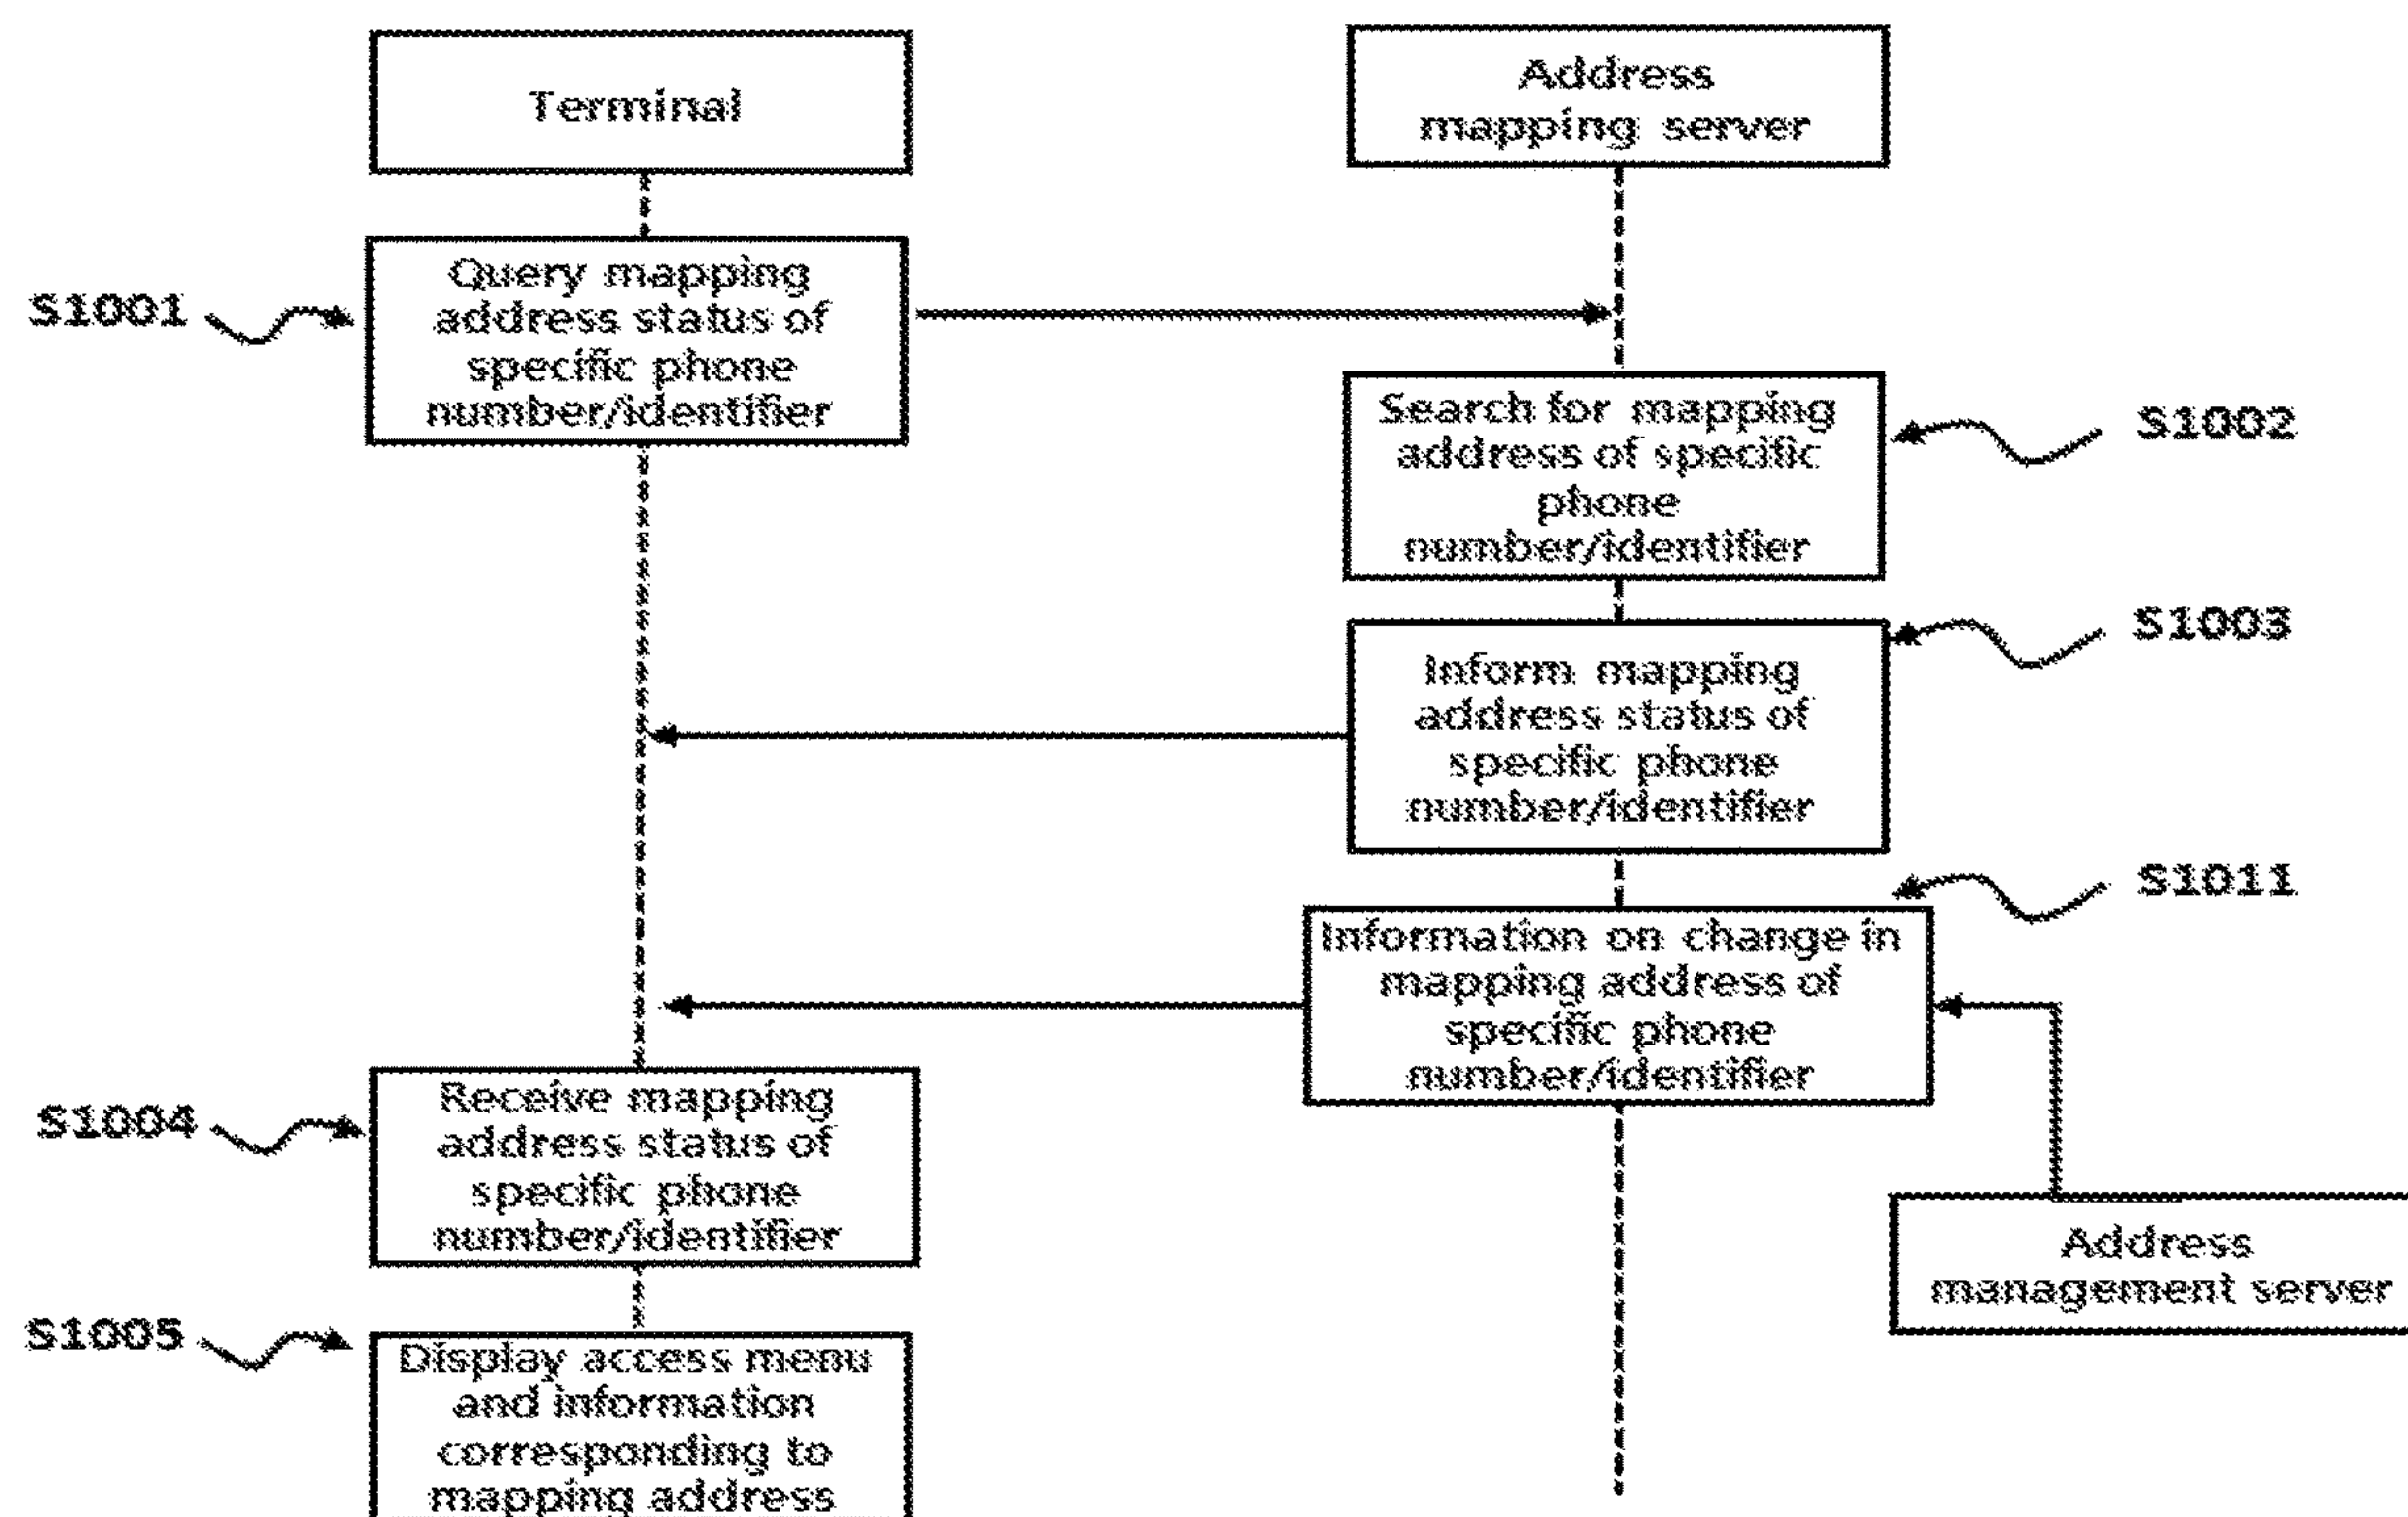 Terminal
Address
mapping server
S1001
Query mapping
address status of
specific phone
number/identifier
Search for mapping
address of specific
phone
number/identifier
S1002
Inform mapping
address status of
specific phone
number/identifier
S1003
Information on change in
mapping address of
specific phone
number/identifier
S1011
S1004
Receive mapping
address status of
specific phone
number/identifier
Address
management server
S1005
Display access menu
and information
corresponding to
mapping address